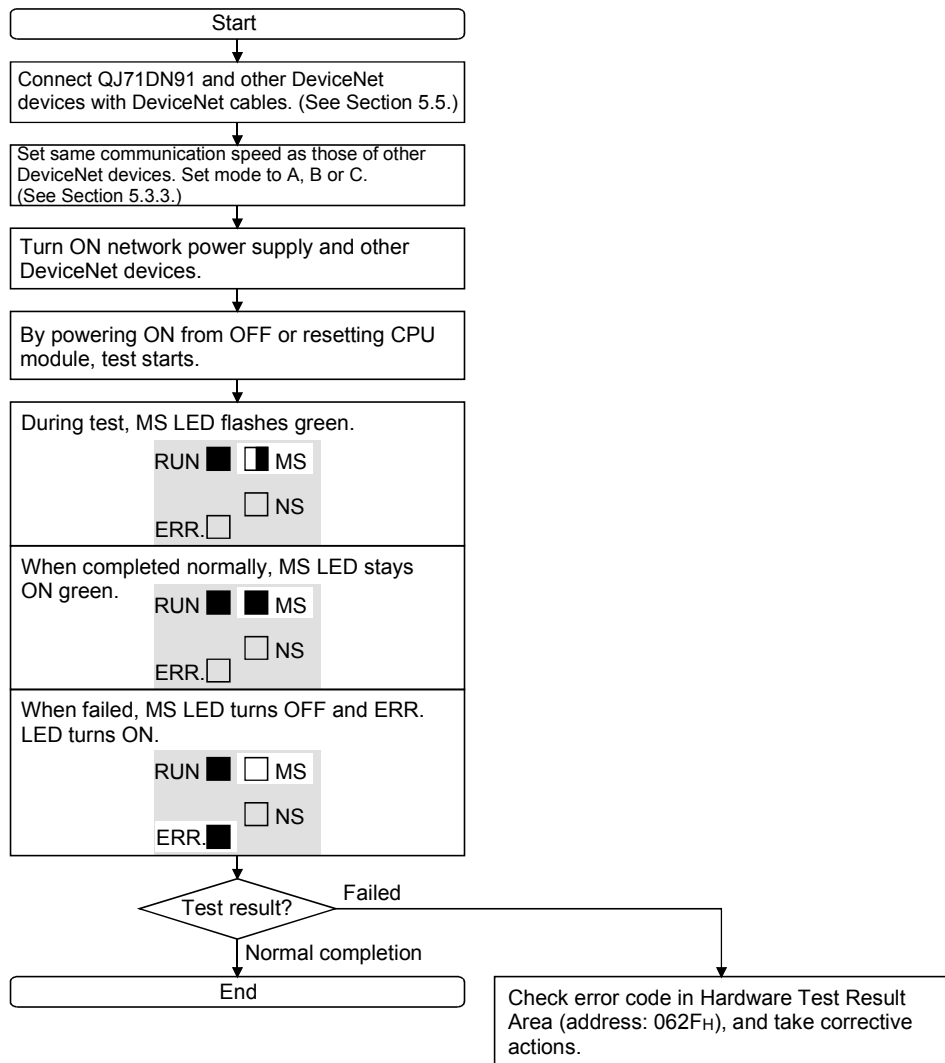 Start
Connect QJ71DN91 and other DeviceNet
devices with DeviceNet cables. (See Section 5.5.)
Set same communication speed as those of other
DeviceNet devices. Set mode to A, B or C.
(See Section 5.3.3.)
Turn ON network power supply and other
DeviceNet devices.
By powering ON from OFF or resetting CPU
module, test starts.
During test, MS LED flashes green.
RUN MS
NS
ERR.
When completed normally, MS LED stays
ON green.
RUN MS
NS
ERR.
When failed, MS LED turns OFF and ERR.
LED turns ON.
RUN MS
NS
ERR.
Failed
Test result?
Normal completion
End
Check error code in Hardware Test Result
Area (address: 062FH), and take corrective
actions.